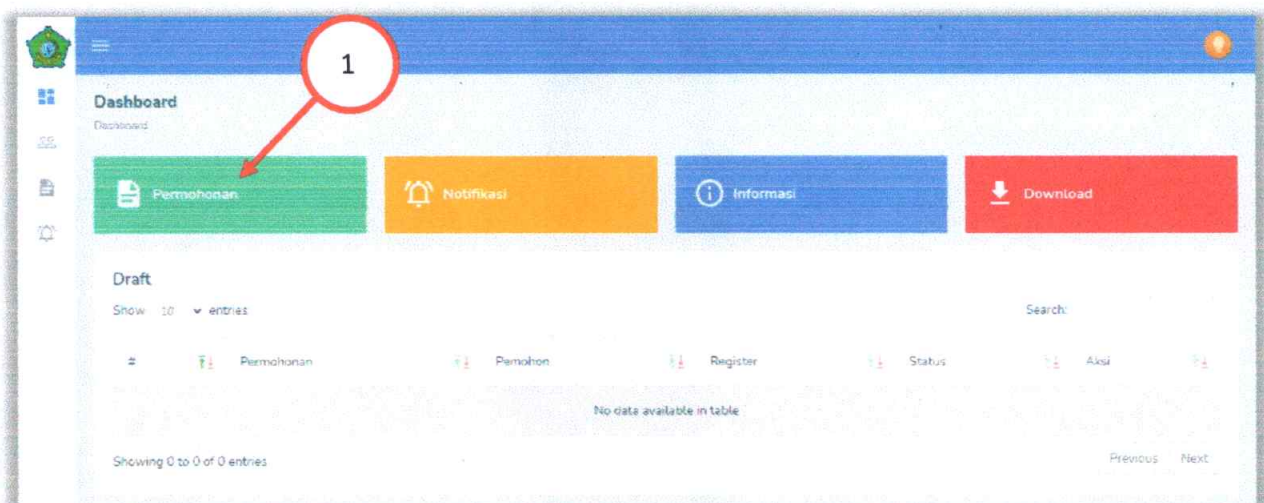 1
Dashboard
Dashboard
Permohonan
Notifikasi
Informasi
Download
Draft
Show 10 entries
Search:
# Permohonan Pemohon Register Status Aksi
No data available in table
Showing 0 to 0 of 0 entries
Previous Next